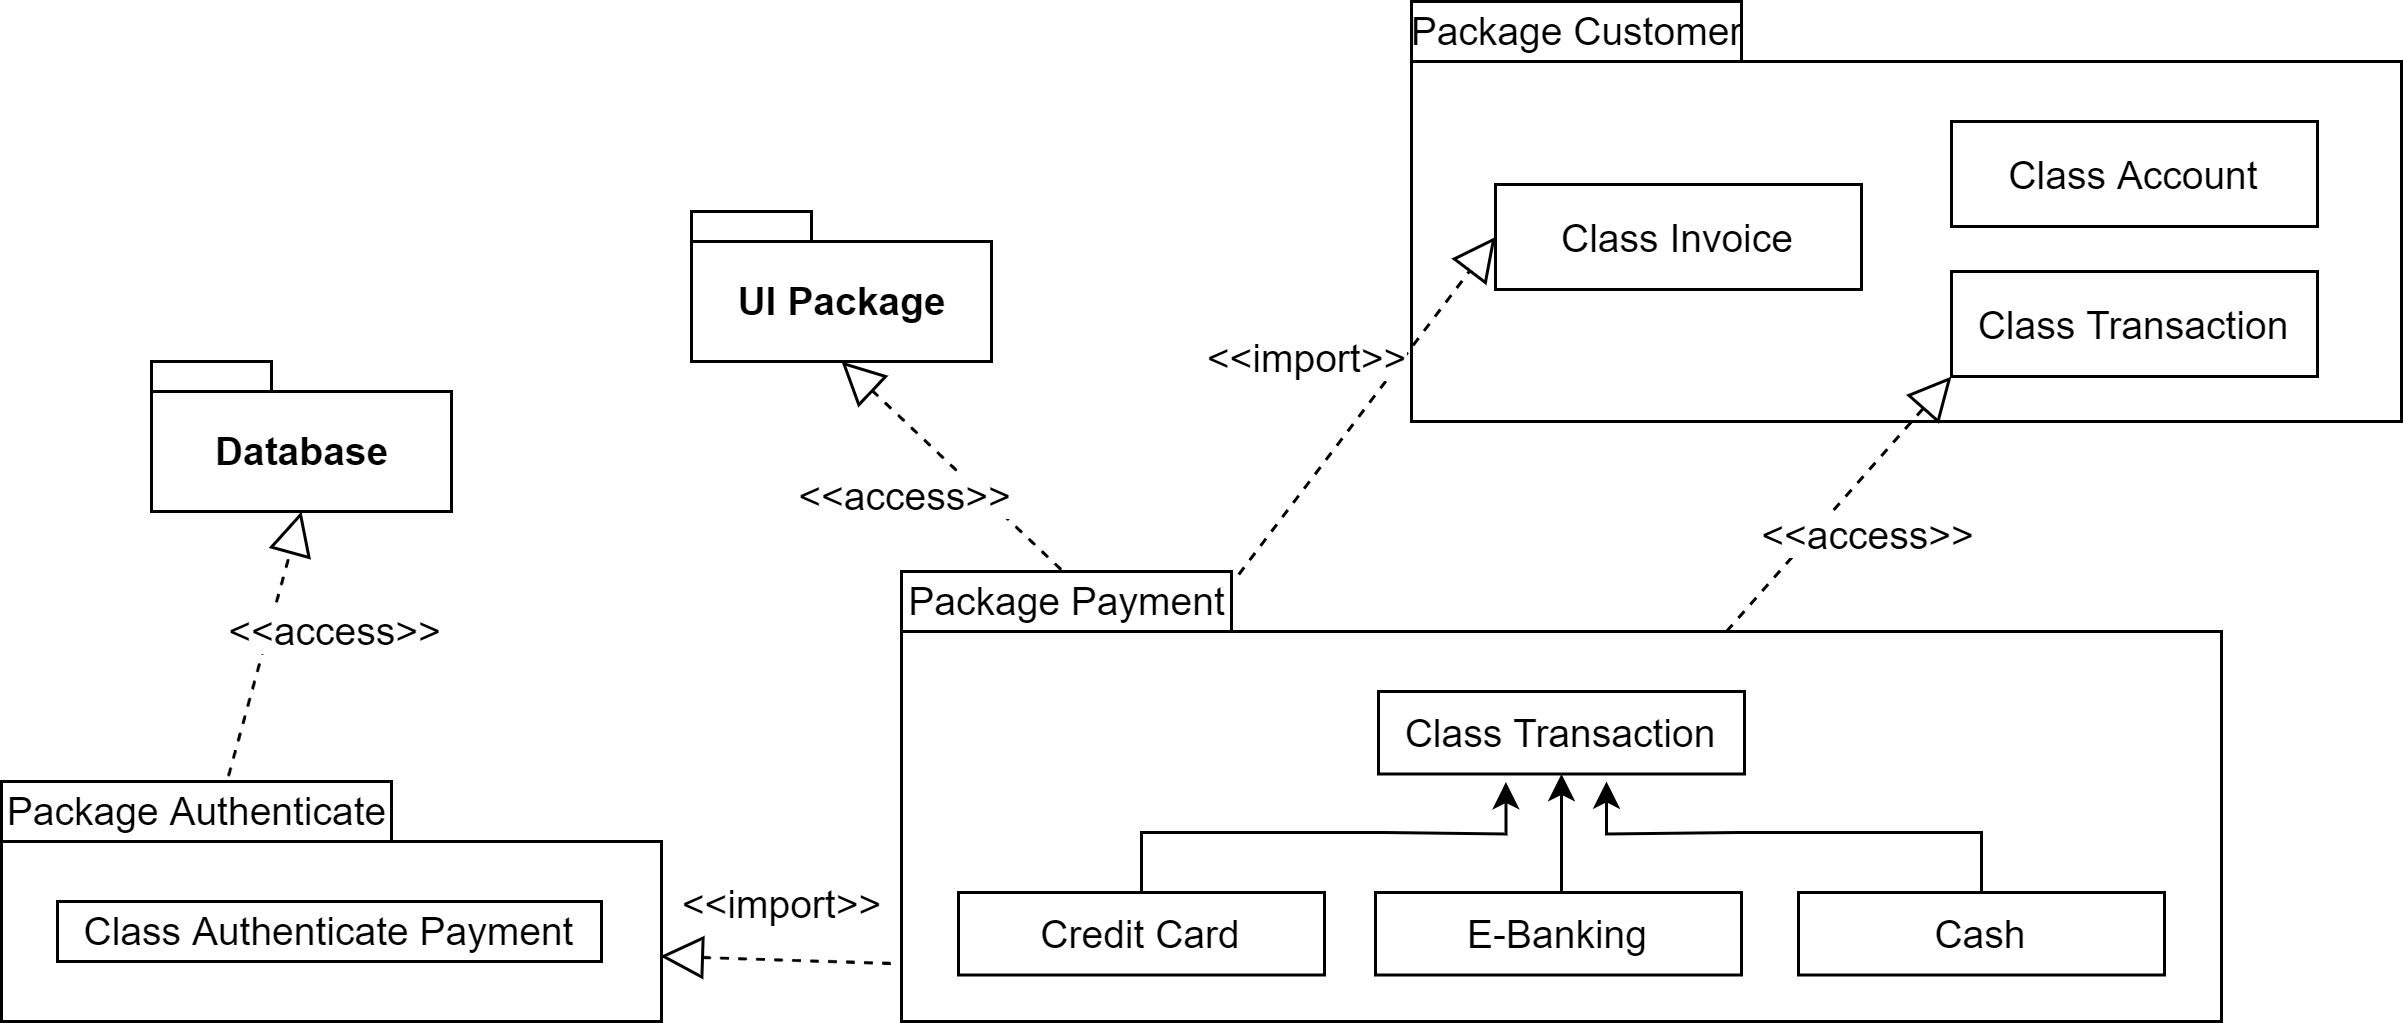 Package Customer
Class Account
Class Invoice
UI Package
Class Transaction
<<import>>
Database
<<access>>
<<access>>
Package Payment
<<access>>
Class Transaction
Package Authenticate
<<import>>
Class Authenticate Payment
Credit Card
E-Banking
Cash